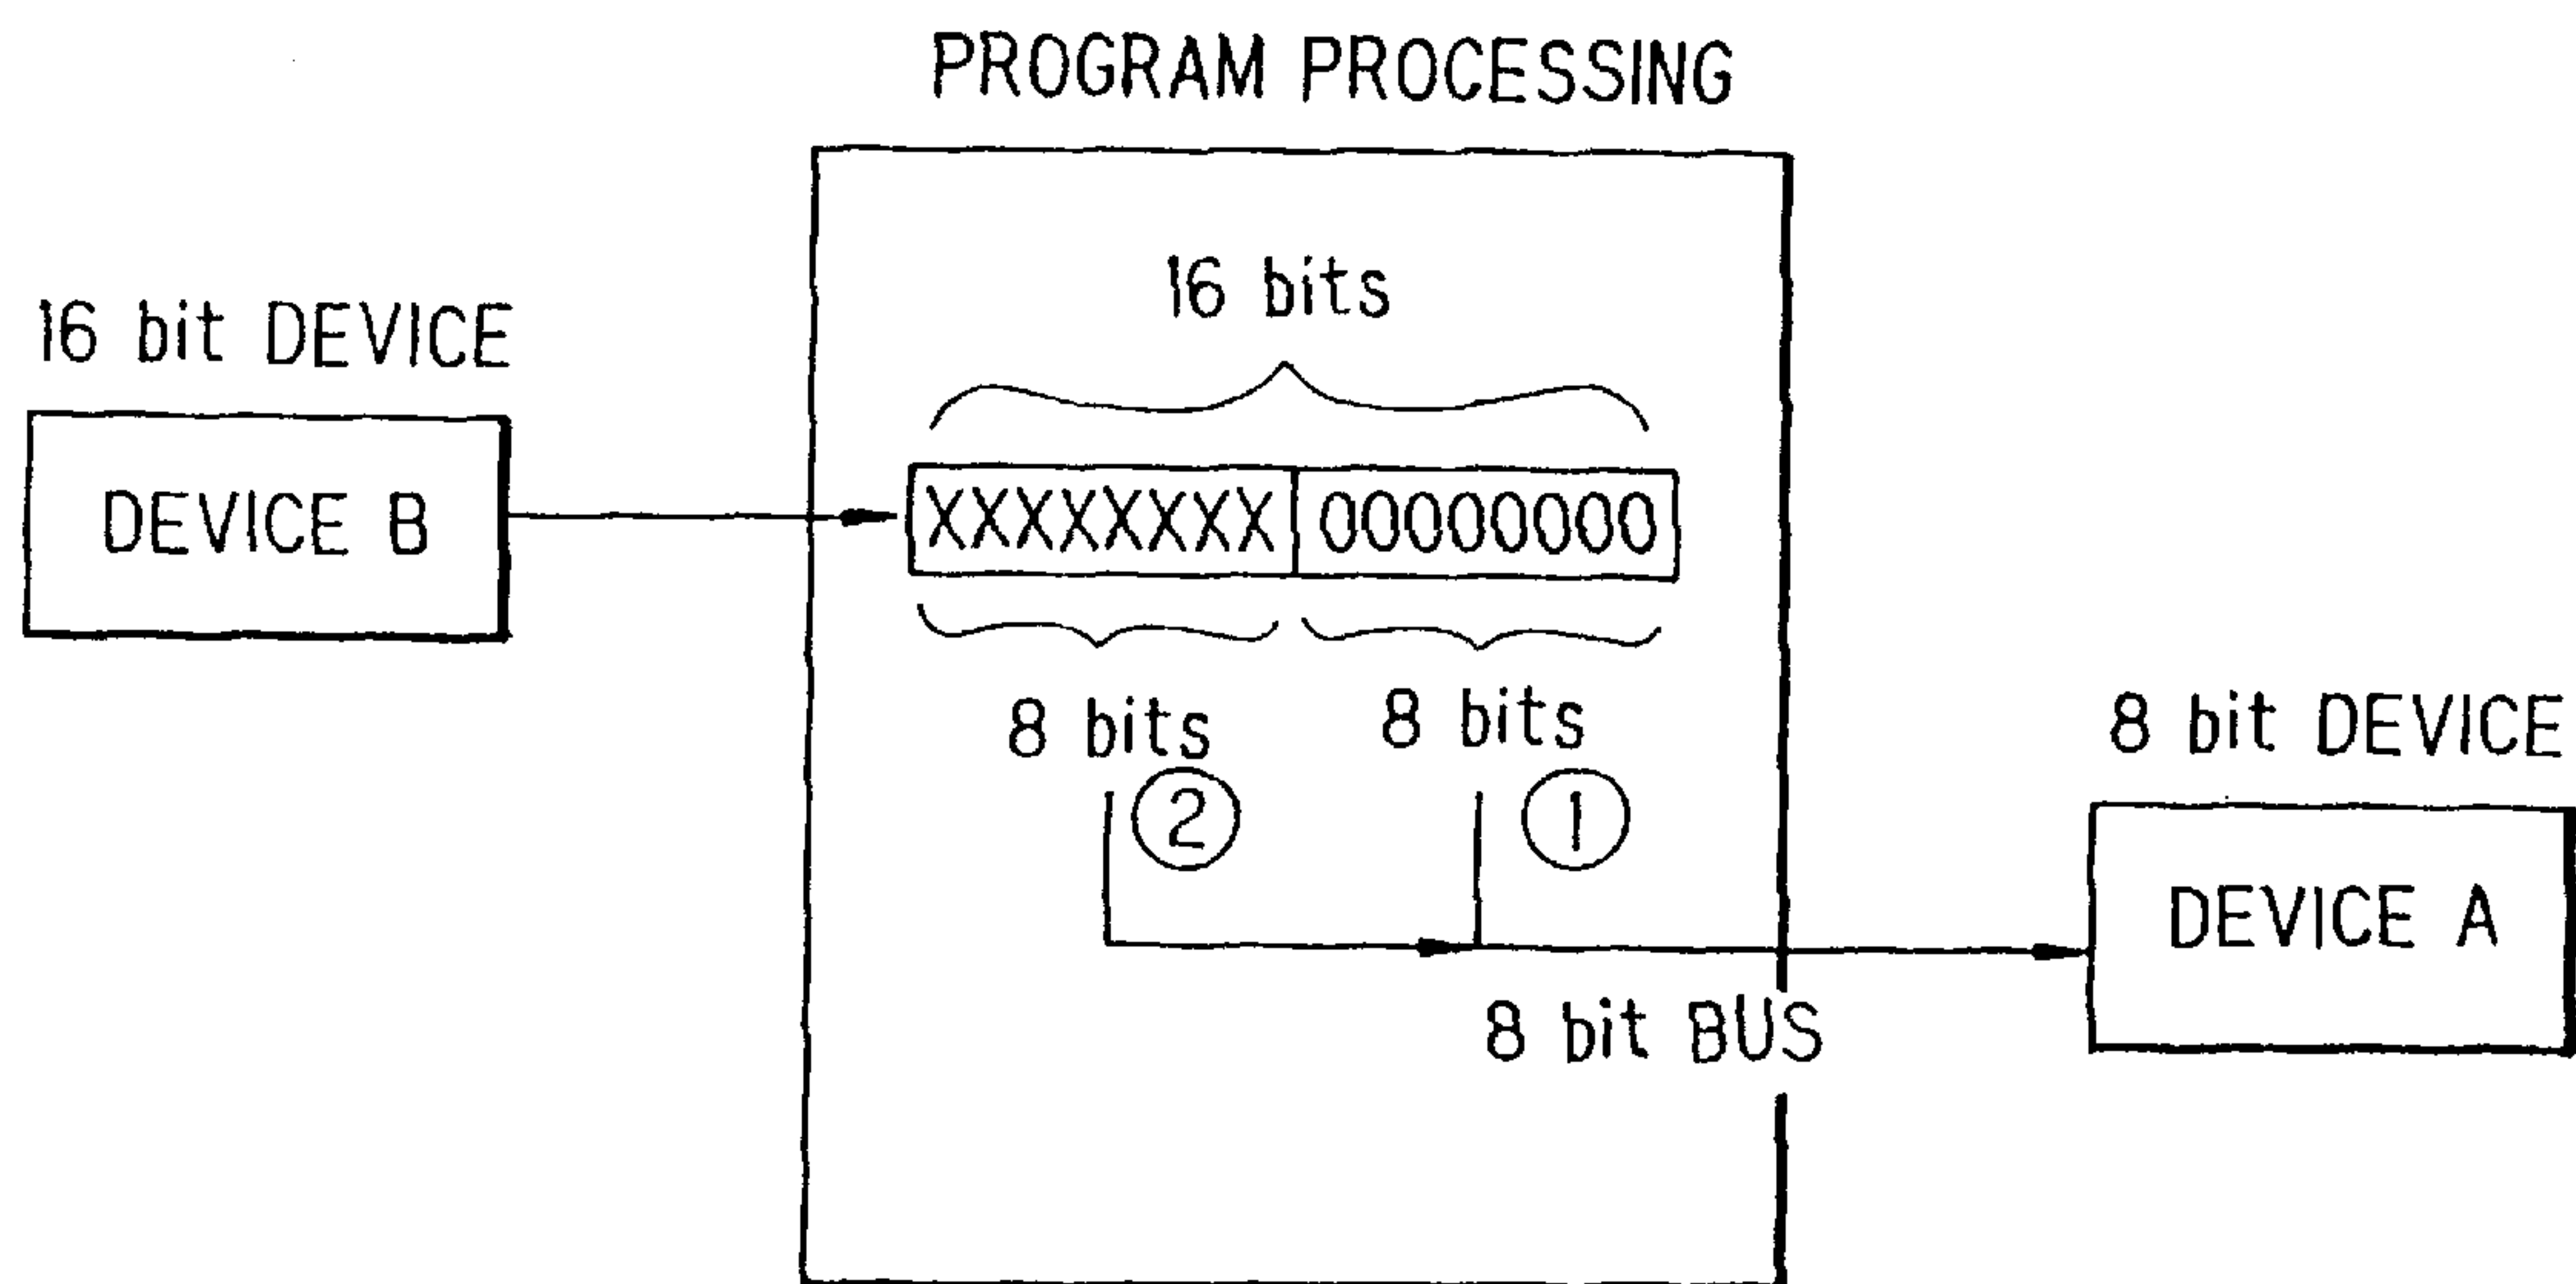 PROGRAM PROCESSING
16 bits
16 bit DEVICE
DEVICE B
XXXXXXXX 00000000
8 bits
8 bits
② ①
8 bit DEVICE
DEVICE A
8 bit BUS